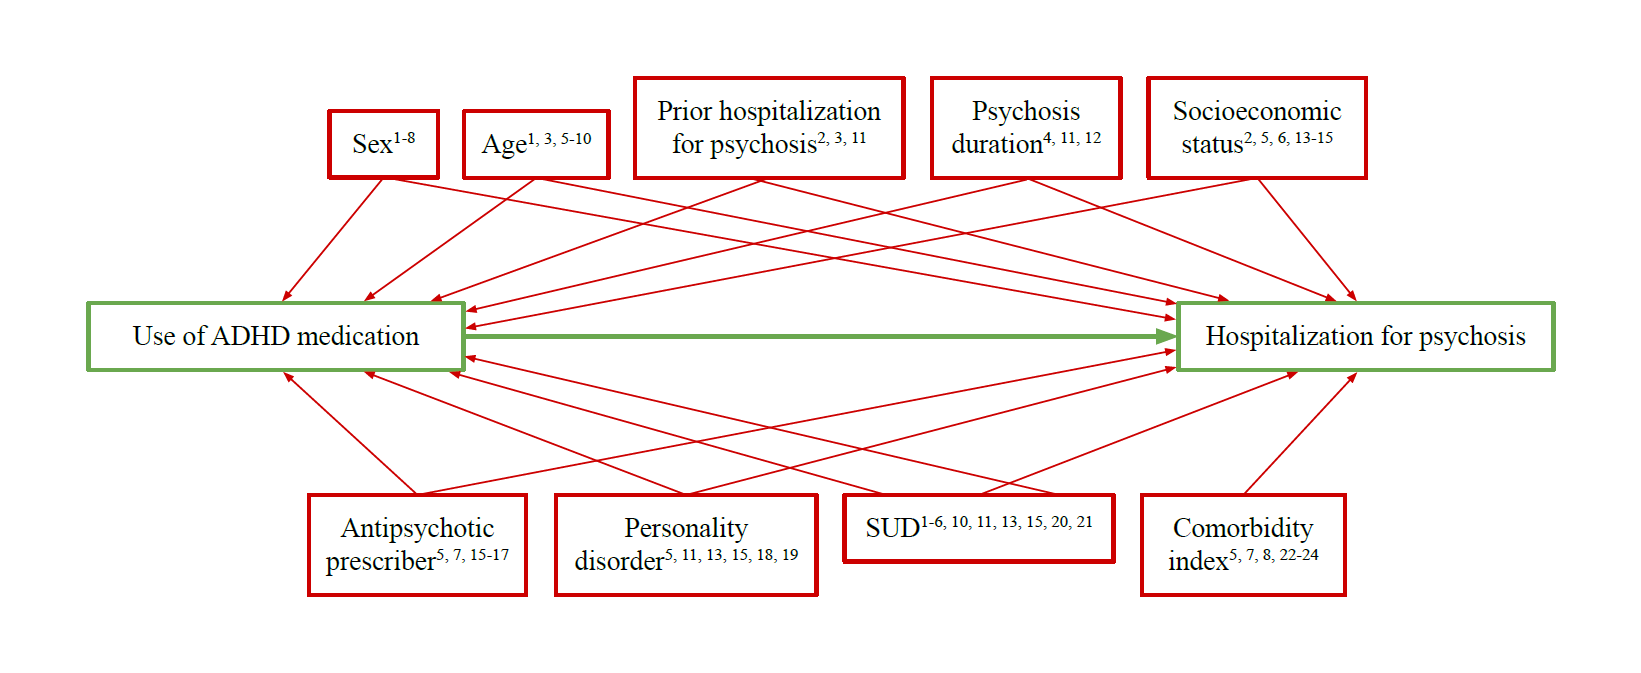 Sex1-8
Age1, 3, 5-10
Prior hospitalization
for psychosis2, 3, 11
Psychosis
duration4, 11, 12
Socioeconomic
status2, 5, 6, 13-15
Use of ADHD medication
Hospitalization for psychosis
Antipsychotic
prescriber5, 7, 15-17
Personality
disorder5, 11, 13, 15, 18, 19
SUD1-6, 10, 11, 13, 15, 20, 21
Comorbidity
index5, 7, 8, 22-24